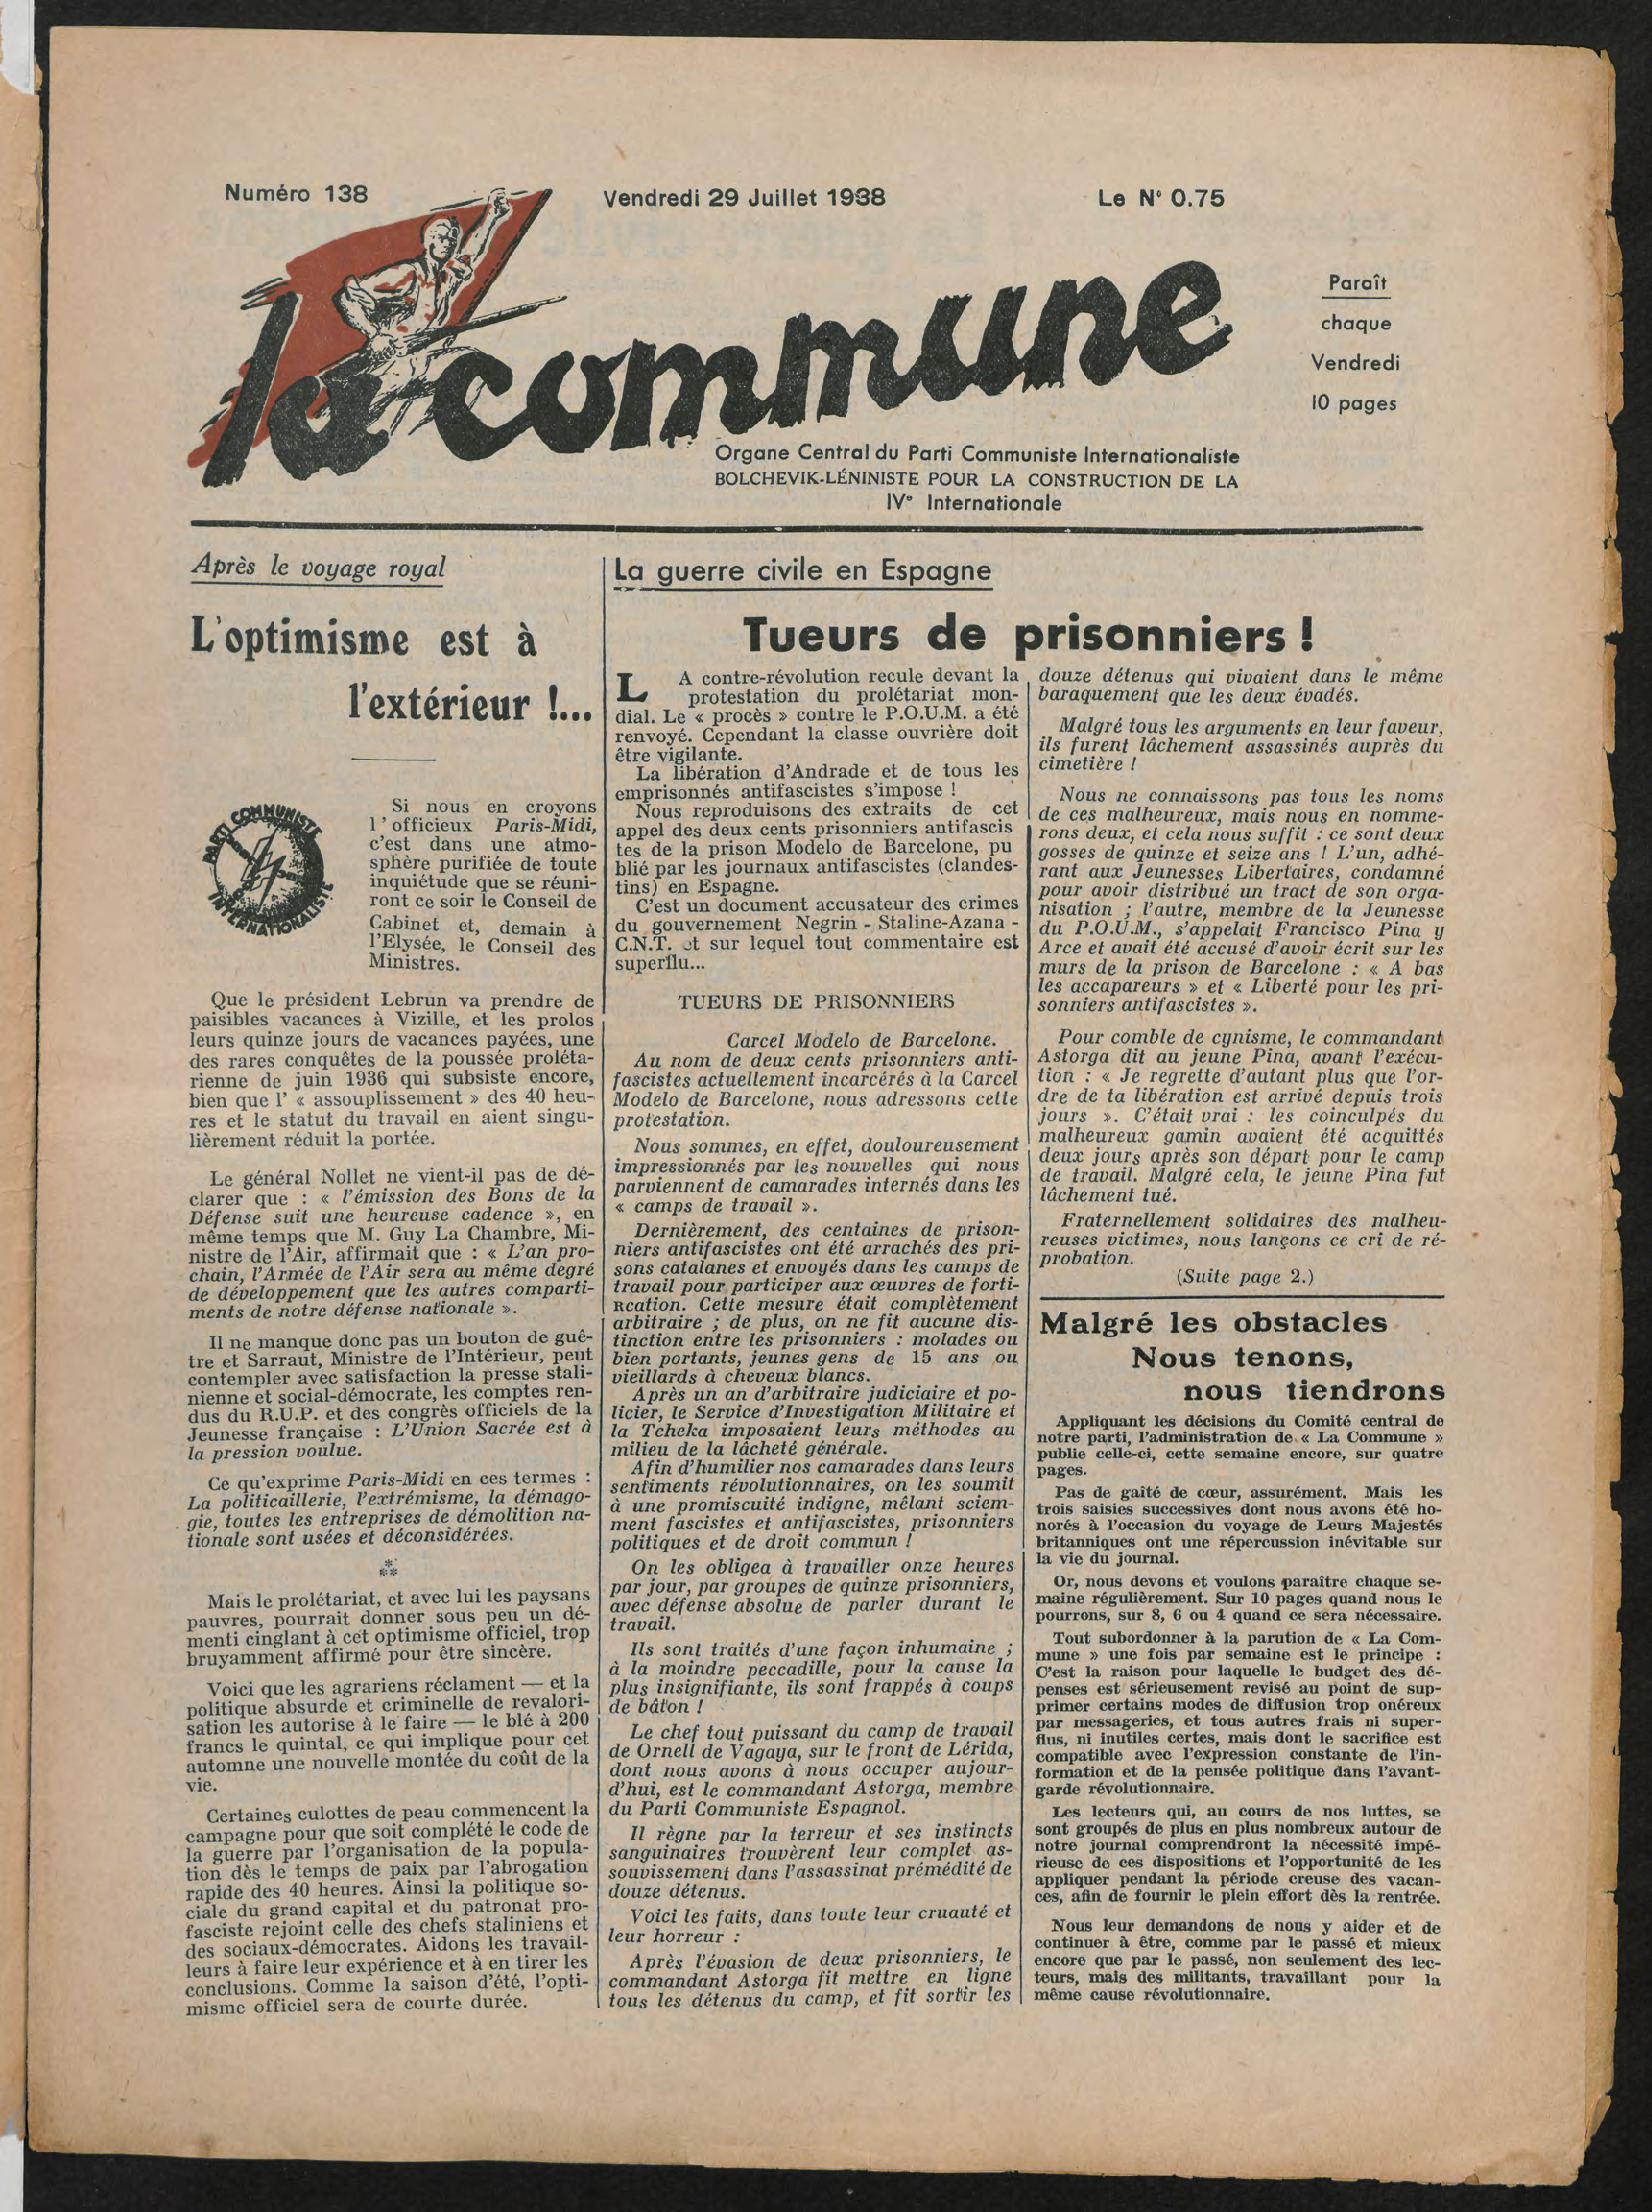 Numéro 138
Vendredi 29 Juillet 1938
Le N° 0.75
la commune
Paraît
chaque
Vendredi
10 pages
Organe Central du Parti Communiste Internationaliste
BOLCHEVIK-LÉNINISTE POUR LA CONSTRUCTION DE LA
IVe Internationale
Après le voyage royal
L'optimisme est à
l'extérieur !...
PARTI COMMUNISTE
INTERNATIONALISTE
Si nous en croyons
l'officieux Paris-Midi,
c'est dans une atmo-
sphère purifiée de toute
inquiétude que se réuni-
ront ce soir le Conseil de
Cabinet et, demain à
l'Elysée, le Conseil des
Ministres.
Que le président Lebrun va prendre de
paisibles vacances à Vizille, et les prolos
leurs quinze jours de vacances payées, une
des rares conquêtes de la poussée proléta-
rienne de juin 1936 qui subsiste encore,
bien que l' « assouplissement » des 40 heu-
res et le statut du travail en aient singu-
lièrement réduit la portée.
Le général Nollet ne vient-il pas de dé-
clarer que : « l'émission des Bons de la
Défense suit une heureuse cadence », en
même temps que M. Guy La Chambre, Mi-
nistre de l'Air, affirmait que : « L'an pro-
chain, l'Armée de l'Air sera au même degré
de développement que les autres comparti-
ments de notre défense nationale ».
Il ne manque donc pas un bouton de guê-
tre et Sarraut, Ministre de l'Intérieur, peut
contempler avec satisfaction la presse stali-
nienne et social-démocrate, les comptes ren-
dus du R.U.P. et des congrès officiels de la
Jeunesse française : L'Union Sacrée est à
la pression voulue.
Ce qu'exprime Paris-Midi en ces termes :
La politicaillerie, l'extrémisme, la démago-
gie, toutes les entreprises de démolition na-
tionale sont usées et déconsidérées.
***
Mais le prolétariat, et avec lui les paysans
pauvres, pourrait donner sous peu un dé-
menti cinglant à cet optimisme officiel, trop
bruyamment affirmé pour être sincère.
Voici que les agrariens réclament — et la
politique absurde et criminelle de revalori-
sation les autorise à le faire — le blé à 200
francs le quintal, ce qui implique pour cet
automne une nouvelle montée du coût de la
vie.
Certaines culottes de peau commencent la
campagne pour que soit complété le code de
la guerre par l'organisation de la popula-
tion dès le temps de paix par l'abrogation
rapide des 40 heures. Ainsi la politique so-
ciale du grand capital et du patronat pro-
fasciste rejoint celle des chefs staliniens et
des sociaux-démocrates. Aidons les travail-
leurs à faire leur expérience et à en tirer les
conclusions. Comme la saison d'été, l'opti-
misme officiel sera de courte durée.
La guerre civile en Espagne
Tueurs de prisonniers !
LA contre-révolution recule devant la
protestation du prolétariat mon-
dial. Le « procès » contre le P.O.U.M. a été
renvoyé. Cependant la classe ouvrière doit
être vigilante.
La libération d'Andrade et de tous les
emprisonnés antifascistes s'impose !
Nous reproduisons des extraits de cet
appel des deux cents prisonniers antifascis
tes de la prison Modelo de Barcelone, pu
blié par les journaux antifascistes (clandes-
tins) en Espagne.
C'est un document accusateur des crimes
du gouvernement Negrin - Staline-Azana -
C.N.T. et sur lequel tout commentaire est
superflu...
TUEURS DE PRISONNIERS
Carcel Modelo de Barcelone.
Au nom de deux cents prisonniers anti-
fascistes actuellement incarcérés à la Carcel
Modelo de Barcelone, nous adressons cette
protestation.
Nous sommes, en effet, douloureusement
impressionnés par les nouvelles qui nous
parviennent de camarades internés dans les
« camps de travail ».
Dernièrement, des centaines de prison-
niers antifascistes ont été arrachés des pri-
sons catalanes et envoyés dans les camps de
travail pour participer aux œuvres de forti-
ncation. Cette mesure était complètement
arbitraire ; de plus, on ne fit aucune dis-
tinction entre les prisonniers : molades ou
bien portants, jeunes gens de 15 ans ou
vieillards à cheveux blancs.
Après un an d'arbitraire judiciaire et po-
licier, le Service d'Investigation Militaire et
la Tcheka imposaient leurs méthodes au
milieu de la lâcheté générale.
Afin d'humilier nos camarades dans leurs
sentiments révolutionnaires, on les soumit
à une promiscuité indigne, mêlant sciem-
ment fascistes et antifascistes, prisonniers
politiques et de droit commun !
On les obligea à travailler onze heures
par jour, par groupes de quinze prisonniers,
avec défense absolue de parler durant le
travail.
Ils sont traités d'une façon inhumaine ;
à la moindre peccadille, pour la cause la
plus insignifiante, ils sont frappés à coups
de bâton !
Le chef tout puissant du camp de travail
de Ornell de Vagaya, sur le front de Lérida,
dont nous avons à nous occuper aujour-
d'hui, est le commandant Astorga, membre
du Parti Communiste Espagnol.
Il règne par la terreur et ses instincts
sanguinaires trouvèrent leur complet as-
souvissement dans l'assassinat prémédité de
douze détenus.
Voici les faits, dans toute leur cruauté et
leur horreur :
Après l'évasion de deux prisonniers, le
commandant Astorga fit mettre en ligne
tous les détenus du camp, et fit sortir les
douze détenus qui vivaient dans le même
baraquement que les deux évadés.
Malgré tous les arguments en leur faveur,
ils furent lâchement assassinés auprès du
cimetière !
Nous ne connaissons pas tous les noms
de ces malheureux, mais nous en nomme-
rons deux, et cela nous suffit : ce sont deux
gosses de quinze et seize ans ! L'un, adhé-
rant aux Jeunesses Libertaires, condamné
pour avoir distribué un tract de son orga-
nisation ; l'autre, membre de la Jeunesse
du P.O.U.M., s'appelait Francisco Pina y
Arce et avait été accusé d'avoir écrit sur les
murs de la prison de Barcelone : « A bas
les accapareurs » et « Liberté pour les pri-
sonniers antifascistes ».
Pour comble de cynisme, le commandant
Astorga dit au jeune Pina, avant l'exécu-
tion : « Je regrette d'autant plus que l'or-
dre de ta libération est arrivé depuis trois
jours ». C'était vrai : les coinculpés du
malheureux gamin avaient été acquittés
deux jours après son départ pour le camp
de travail. Malgré cela, le jeune Pina fut
lâchement tué.
Fraternellement solidaires des malheu-
reuses victimes, nous lançons ce cri de ré-
probation.
(Suite page 2.)
Malgré les obstacles
Nous tenons,
nous tiendrons
Appliquant les décisions du Comité central de
notre parti, l'administration de « La Commune »
publie celle-ci, cette semaine encore, sur quatre
pages.
Pas de gaîté de cœur, assurément. Mais les
trois saisies successives dont nous avons été ho-
norés à l'occasion du voyage de Leurs Majestés
britanniques ont une répercussion inévitable sur
la vie du journal.
Or, nous devons et voulons paraître chaque se-
maine régulièrement. Sur 10 pages quand nous le
pourrons, sur 8, 6 ou 4 quand ce sera nécessaire.
Tout subordonner à la parution de « La Com-
mune » une fois par semaine est le principe :
C'est la raison pour laquelle le budget des dé-
penses est sérieusement revisé au point de sup-
primer certains modes de diffusion trop onéreux
par messageries, et tous autres frais ni super-
flus, ni inutiles certes, mais dont le sacrifice est
compatible avec l'expression constante de l'in-
formation et de la pensée politique dans l'avant-
garde révolutionnaire.
Les lecteurs qui, au cours de nos luttes, se
sont groupés de plus en plus nombreux autour de
notre journal comprendront la nécessité impé-
rieuse de ces dispositions et l'opportunité de les
appliquer pendant la période creuse des vacan-
ces, afin de fournir le plein effort dès la rentrée.
Nous leur demandons de nous y aider et de
continuer à être, comme par le passé et mieux
encore que par le passé, non seulement des lec-
teurs, mais des militants, travaillant pour la
même cause révolutionnaire.